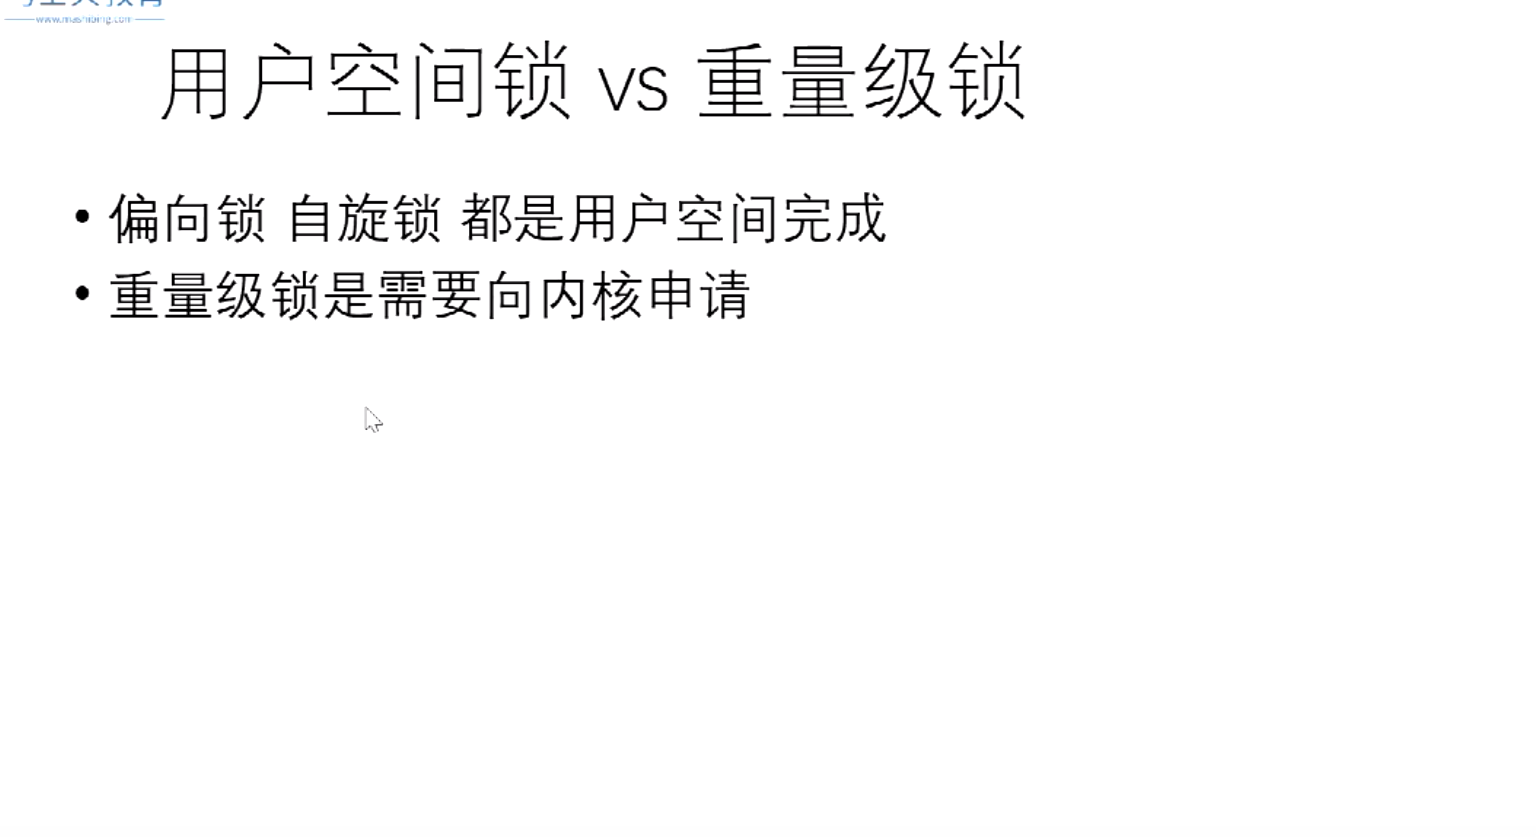 www.mashibing.com
用户空间锁 vs 重量级锁
• 偏向锁 自旋锁 都是用户空间完成
• 重量级锁是需要向内核申请